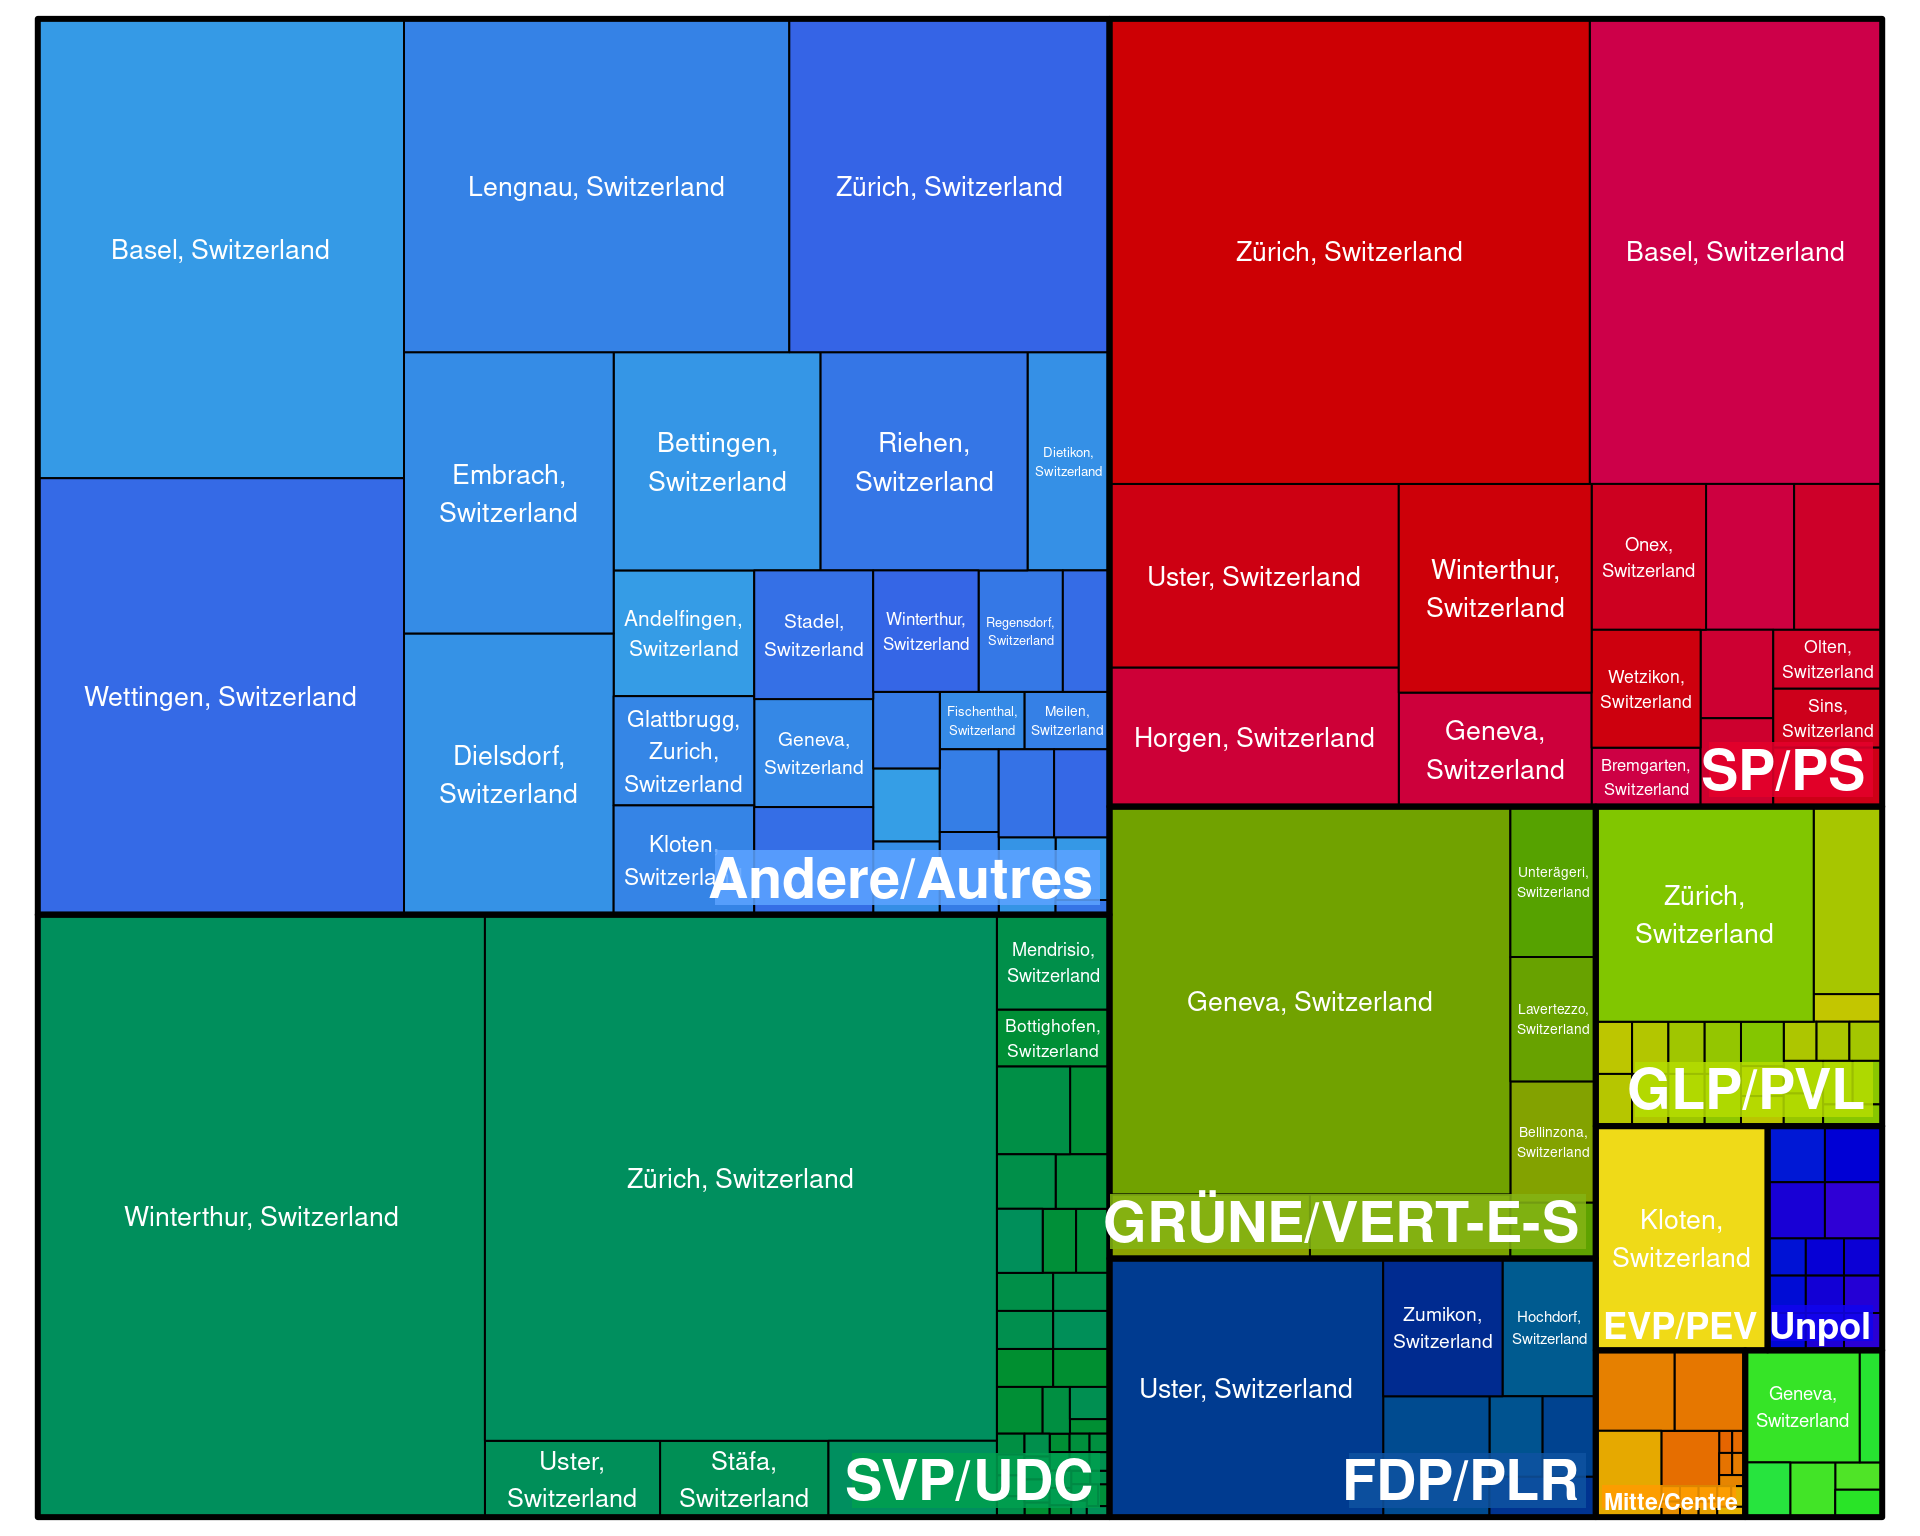 Basel, Switzerland
Lengnau, Switzerland
Zürich, Switzerland
Wettingen, Switzerland
Embrach,
Switzerland
Bettingen,
Switzerland
Riehen,
Switzerland
Dietikon,
Switzerland
Dielsdorf,
Switzerland
Andelfingen,
Switzerland
Stadel,
Switzerland
Winterthur,
Switzerland
Regensdorf,
Switzerland
Glattbrugg,
Zurich,
Switzerland
Geneva,
Switzerland
Fischenthal,
Switzerland
Meilen,
Switzerland
Kloten,
Switzerla
Andere/Autres
Zürich, Switzerland
Basel, Switzerland
Uster, Switzerland
Winterthur,
Switzerland
Horgen, Switzerland
Geneva,
Switzerland
Onex,
Switzerland
Wetzikon,
Switzerland
Olten,
Switzerland
Sins,
Switzerland
Bremgarten,
Switzerland
SP/PS
Winterthur, Switzerland
Zürich, Switzerland
Mendrisio,
Switzerland
Bottighofen,
Switzerland
Uster,
Switzerland
Stäfa,
Switzerland
SVP/UDC
Geneva, Switzerland
Unterägeri,
Switzerland
Lavertezzo,
Switzerland
Bellinzona,
Switzerland
GRÜNE/VERT-E-S
Zürich,
Switzerland
GLP/PVL
Uster, Switzerland
Zumikon,
Switzerland
Hochdorf,
Switzerland
FDP/PLR
Kloten,
Switzerland
EVP/PEV
Unpol
Mitte/Centre
Geneva,
Switzerland